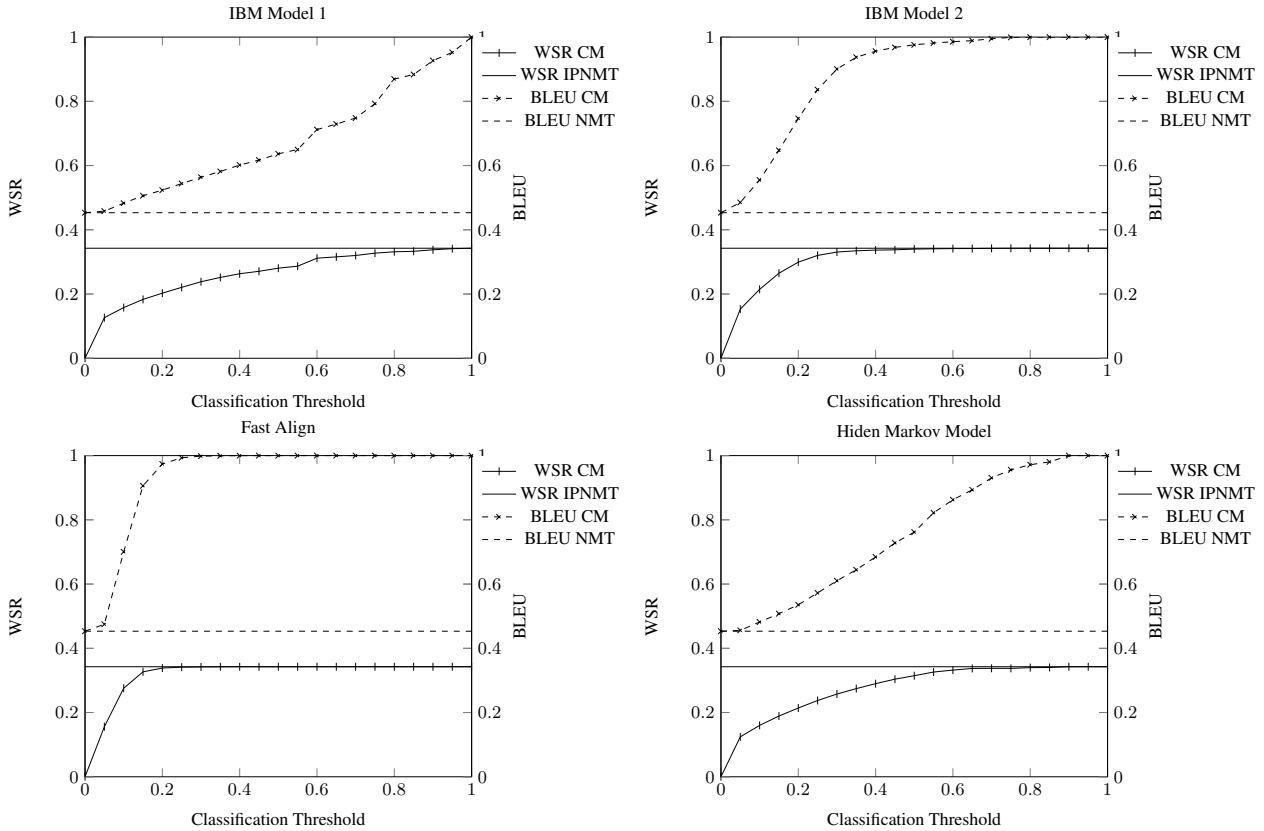 IBM Model 1
1
0.8
0.6
0.4
0.2
0
WSR
0 0.2 0.4 0.6 0.8 1
Classification Threshold
1
0.6
0.4
0.2
0
BLEU
WSR CM
WSR IPNMT
BLEU CM
BLEU NMT
IBM Model 2
1
0.8
0.6
0.4
0.2
0
WSR
0 0.2 0.4 0.6 0.8 1
Classification Threshold
1
0.6
0.4
0.2
0
BLEU
WSR CM
WSR IPNMT
BLEU CM
BLEU NMT
Fast Align
1
0.8
0.6
0.4
0.2
0
WSR
0 0.2 0.4 0.6 0.8 1
Classification Threshold
1
0.6
0.4
0.2
0
BLEU
WSR CM
WSR IPNMT
BLEU CM
BLEU NMT
Hiden Markov Model
1
0.8
0.6
0.4
0.2
0
WSR
0 0.2 0.4 0.6 0.8 1
Classification Threshold
1
0.6
0.4
0.2
0
BLEU
WSR CM
WSR IPNMT
BLEU CM
BLEU NMT